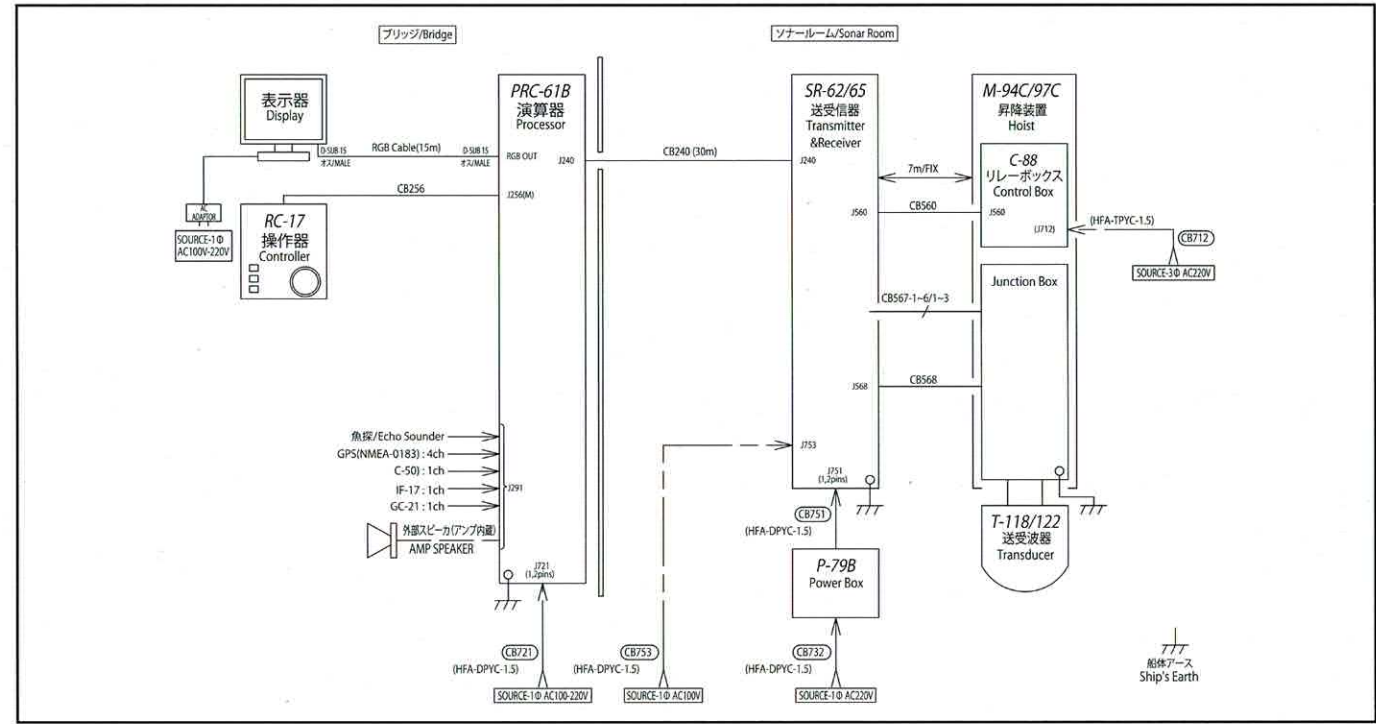 ブリッジ/Bridge
ソナールーム/Sonar Room
表示器
Display
D-SUB 15
オス/MALE
RGB Cable(15m)
D-SUB 15
オス/MALE
AC
ADAPTOR
SOURCE-1Φ
AC100V-220V
CB256
RC-17
操作器
Controller
PRC-61B
演算器
Processor
RGB OUT
J240
J256(M)
CB240 (30m)
SR-62/65
送受信器
Transmitter
&Receiver
J240
J560
J568
J753
J751
(1,2pins)
7m/FIX
CB560
CB567-1~6/1~3
CB568
M-94C/97C
昇降装置
Hoist
C-88
リレーボックス
Control Box
J560
(J712)
(HFA-TPYC-1.5)
CB712
SOURCE-3Φ AC220V
Junction Box
T-118/122
送受波器
Transducer
魚探/Echo Sounder
GPS(NMEA-0183) : 4ch
C-50) : 1ch
IF-17 : 1ch
GC-21 : 1ch
J291
外部スピーカ(アンプ内蔵)
AMP SPEAKER
J721
(1,2pins)
CB721
(HFA-DPYC-1.5)
SOURCE-1Φ AC100-220V
CB753
(HFA-DPYC-1.5)
SOURCE-1Φ AC100V
CB751
(HFA-DPYC-1.5)
P-79B
Power Box
CB732
(HFA-DPYC-1.5)
SOURCE-1Φ AC220V
船体アース
Ship's Earth